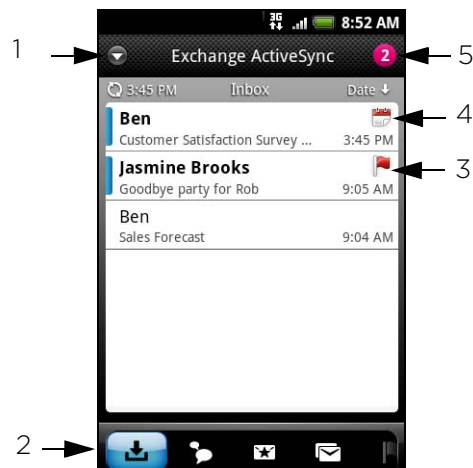 3G 8:52 AM
1 Exchange ActiveSync 2 5
3:45 PM Inbox Date
Ben 4
Customer Satisfaction Survey ... 3:45 PM
Jasmine Brooks 3
Goodbye party for Rob 9:05 AM
Ben
Sales Forecast 9:04 AM
2